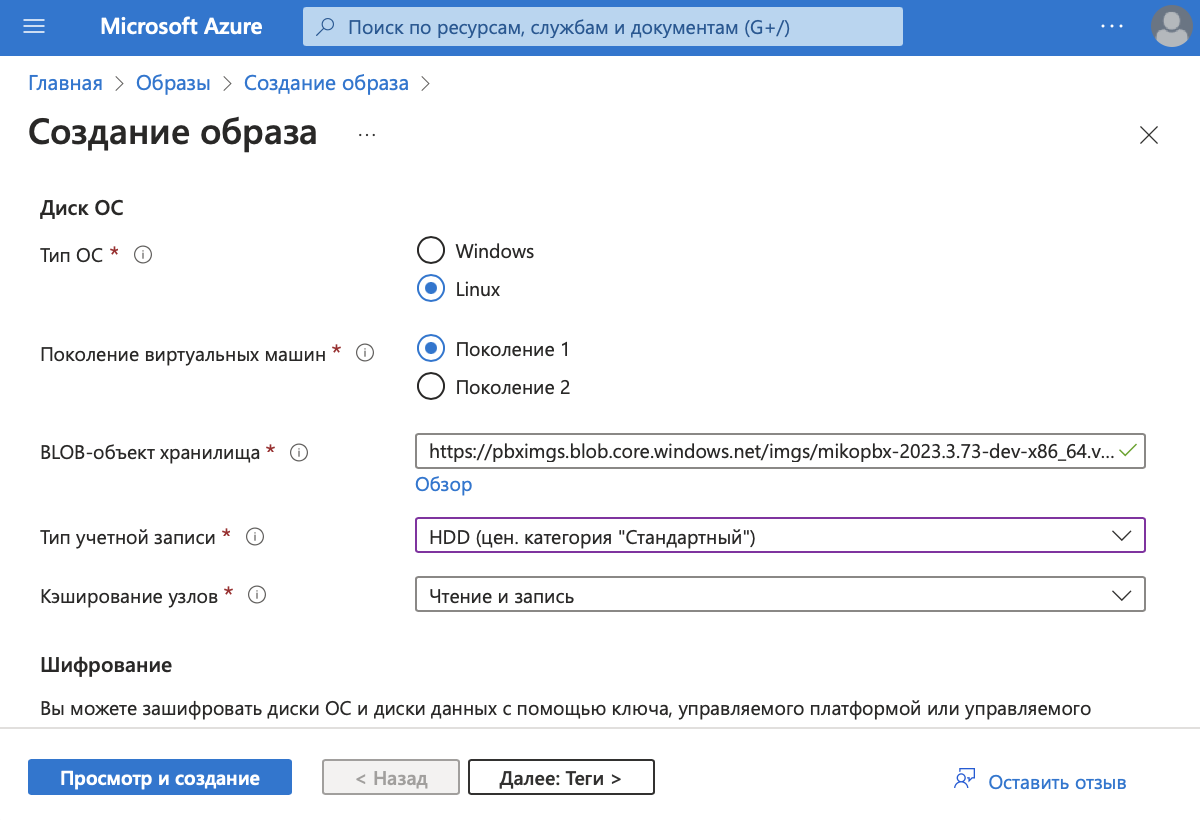 Microsoft Azure
Поиск по ресурсам, службам и документам (G+/)
Главная > Образы > Создание образа >
Создание образа ...
Диск ОС
Тип ОС *
Windows
Linux
Поколение виртуальных машин *
Поколение 1
Поколение 2
BLOB-объект хранилища *
https://pbximgs.blob.core.windows.net/imgs/mikopbx-2023.3.73-dev-x86_64.v...
Обзор
Тип учетной записи *
HDD (цен. категория "Стандартный")
Кэширование узлов *
Чтение и запись
Шифрование
Вы можете зашифровать диски ОС и диски данных с помощью ключа, управляемого платформой или управляемого
Просмотр и создание
< Назад
Далее: Теги >
Оставить отзыв